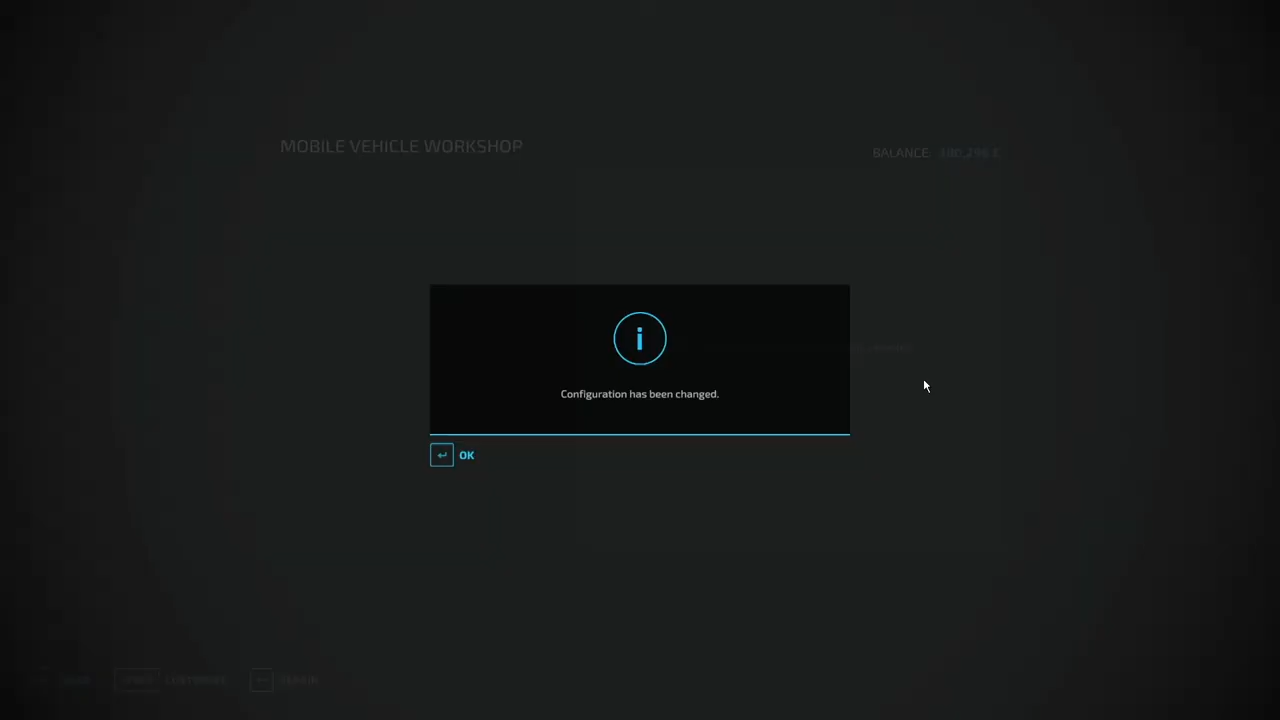 MOBILE VEHICLE WORKSHOP
BALANCE
Configuration has been changed.
OK